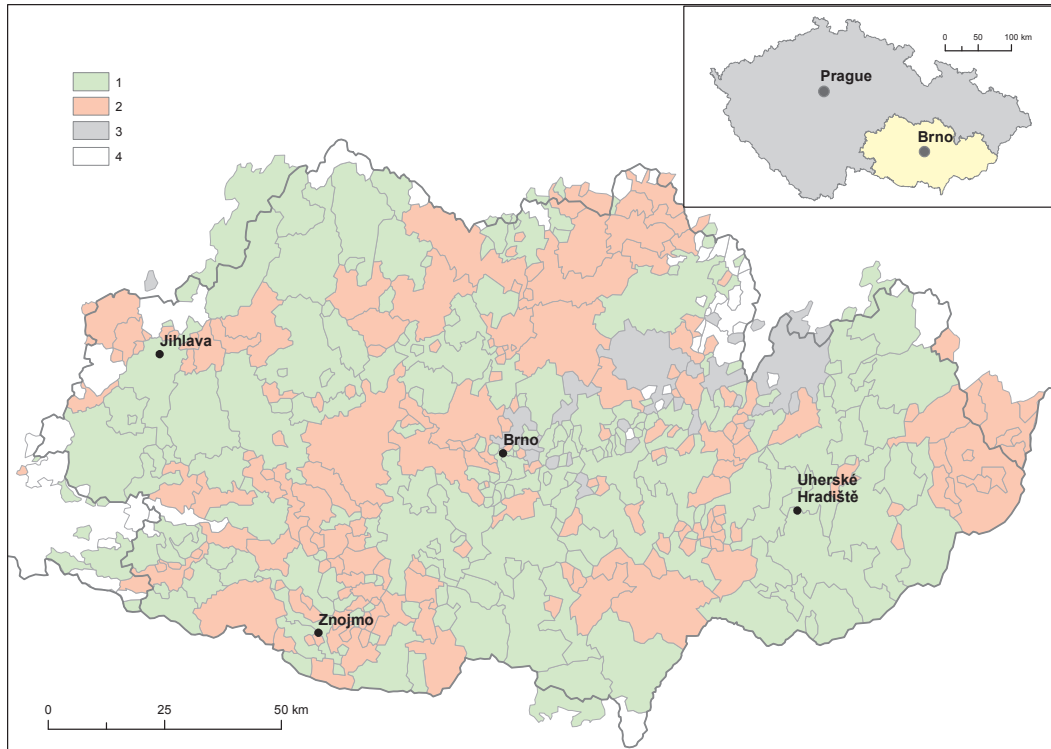 0 50 100 km
Prague
Brno
1
2
3
4
Jihlava
Brno
Uherské
Hradiště
Znojmo
0 25 50 km